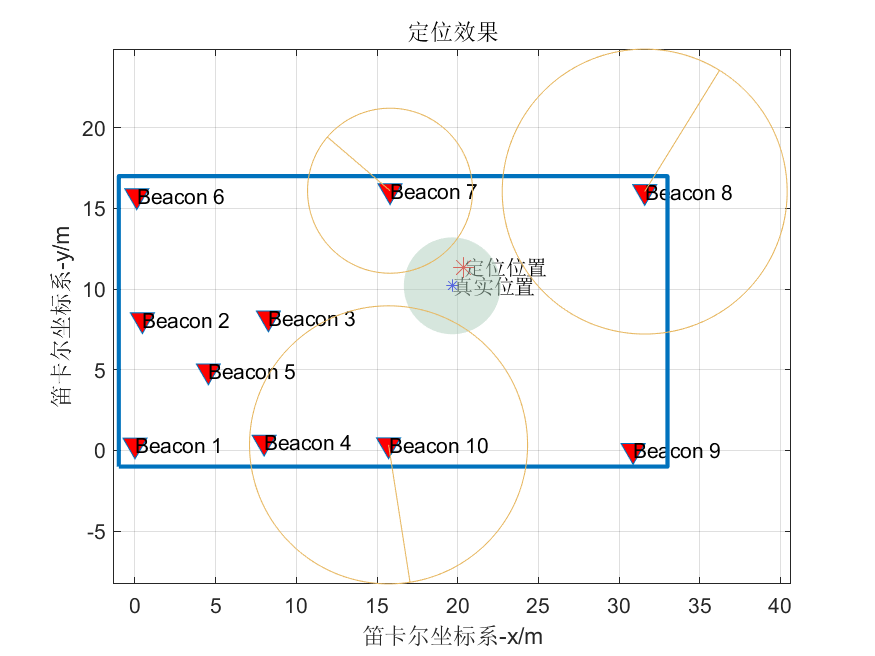 定位效果
笛卡尔坐标系-y/m
20
15
10
5
0
-5
Beacon 6
Beacon 7
Beacon 8
定位位置
真实位置
Beacon 2
Beacon 3
Beacon 5
Beacon 1
Beacon 4
Beacon 10
Beacon 9
0 5 10 15 20 25 30 35 40
笛卡尔坐标系-x/m